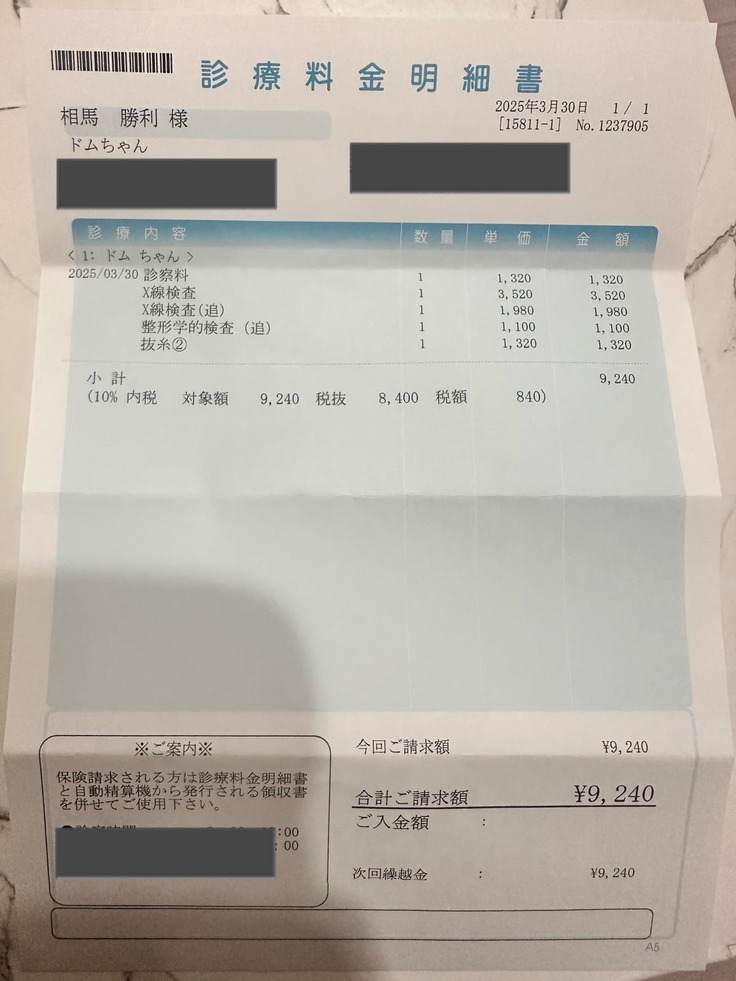 診療料金明細書
2025年3月30日 1 / 1
相馬 勝利 様
[15811-1] No.1237905
ドムちゃん
診療内容 数量 単価 金額
< 1: ドム ちゃん >
2025/03/30 診察料 1 1,320 1,320
X線検査 1 3,520 3,520
X線検査(追) 1 1,980 1,980
整形学的検査 (追) 1 1,100 1,100
抜糸② 1 1,320 1,320
小計 9,240
(10% 内税 対象額 9,240 税抜 8,400 税額 840)
※ご案内※
保険請求される方は診療料金明細書
と自動精算機から発行される領収書
を併せてご使用下さい。
:00
: 00
今回ご請求額 ¥9,240
合計ご請求額 ¥9,240
ご入金額 :
次回繰越金 : ¥9,240
A5